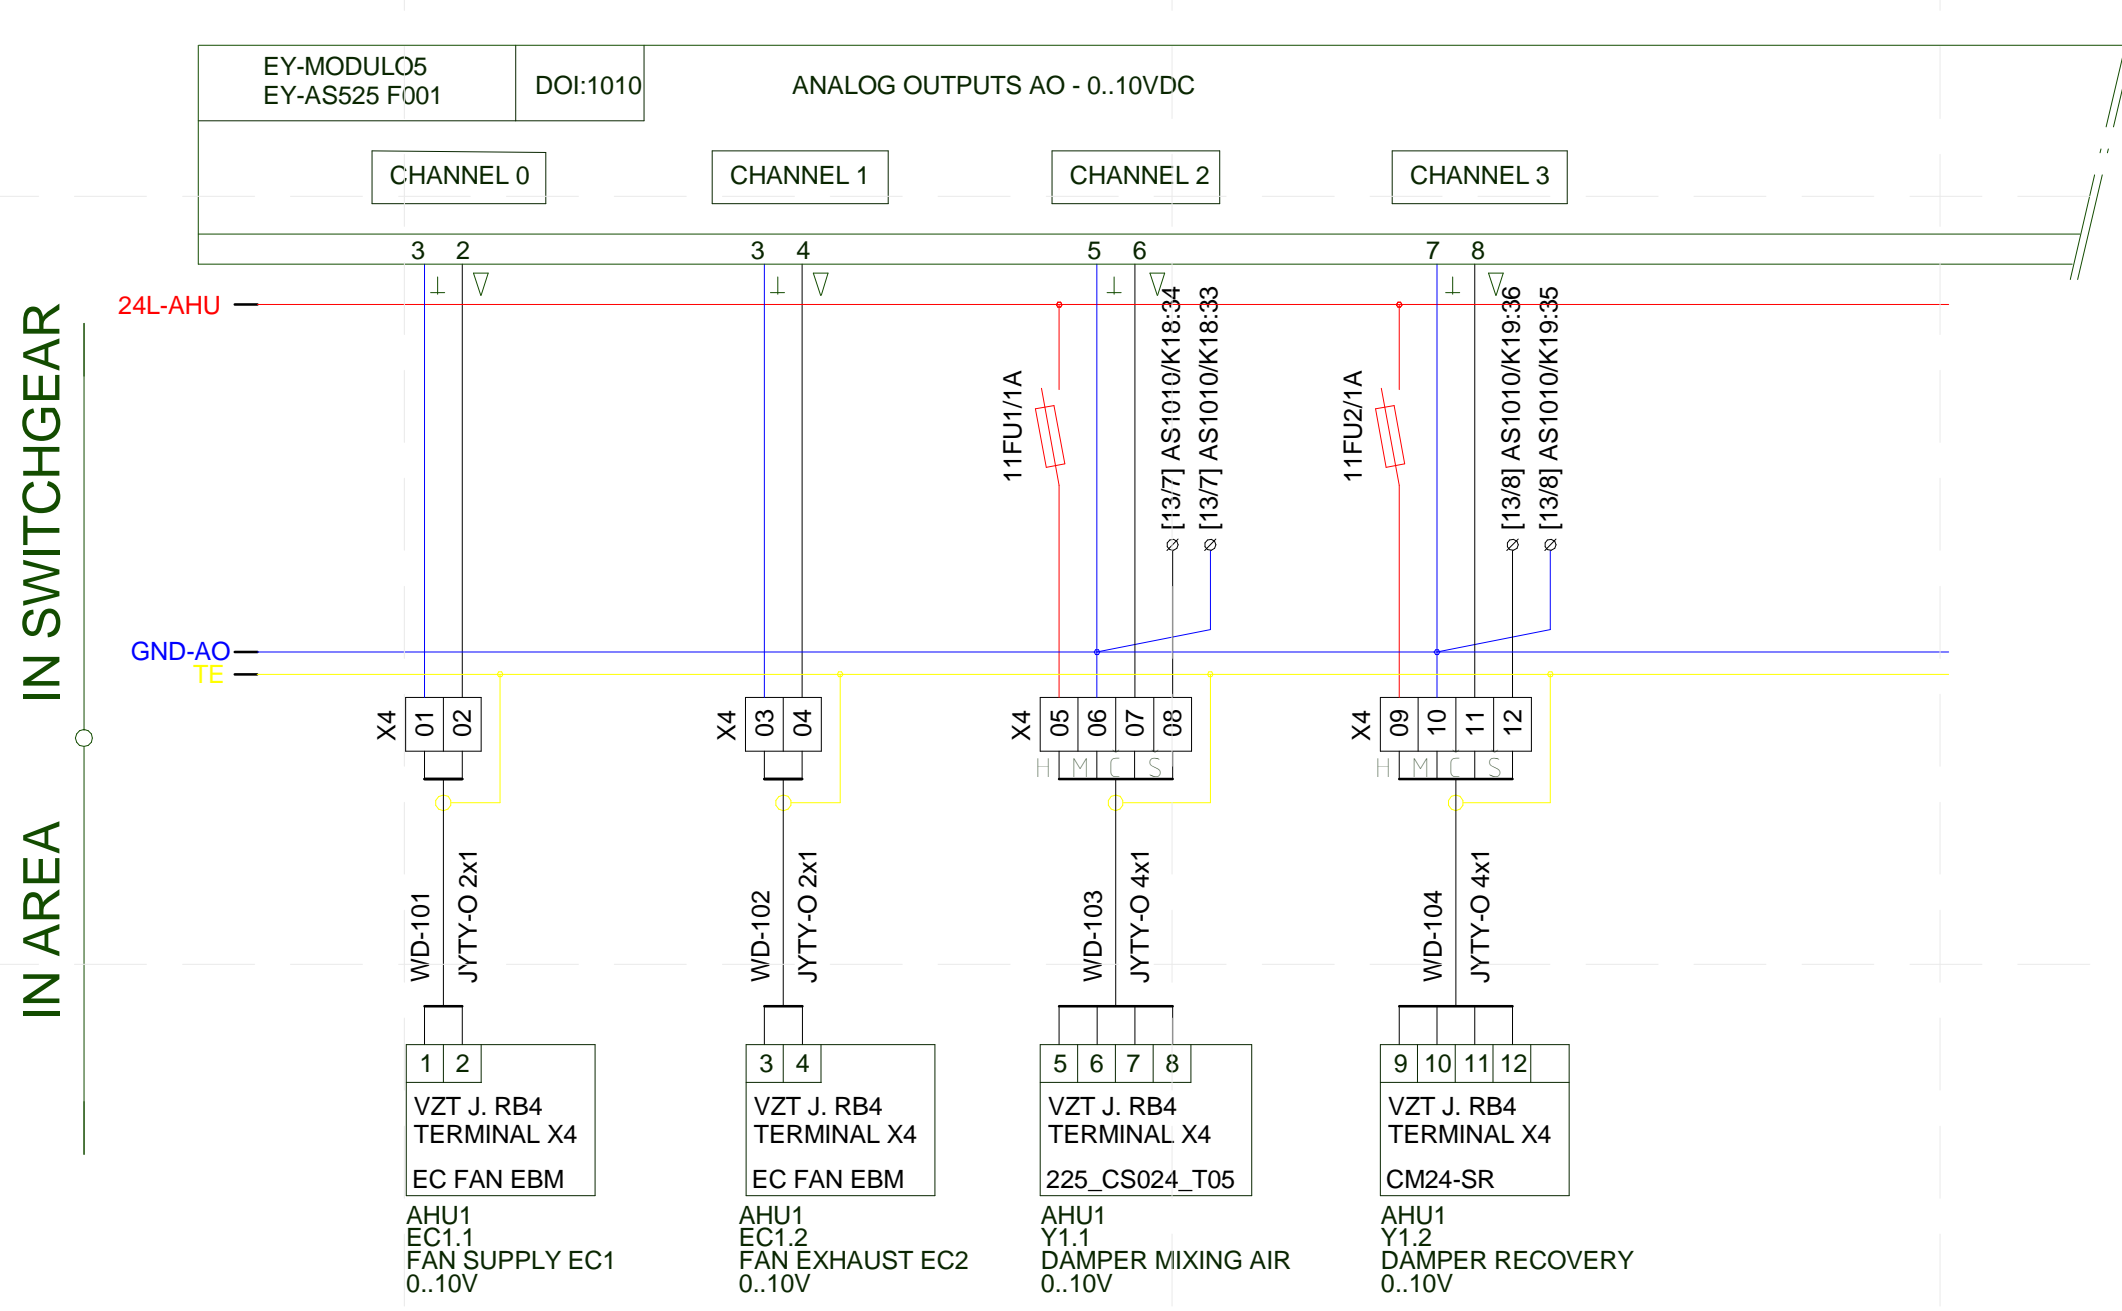 EY-MODULO5
EY-AS525 F001
DOI:1010
ANALOG OUTPUTS AO - 0..10VDC
CHANNEL 0
CHANNEL 1
CHANNEL 2
CHANNEL 3
3 2
3 4
5 6
7 8
24L-AHU
IN SWITCHGEAR
11FU1/1A
[13/7] AS1010/K18:34
[13/7] AS1010/K18:33
11FU2/1A
[13/8] AS1010/K19:36
[13/8] AS1010/K19:35
GND-AO
TE
X4 01 02
X4 03 04
X4 05 06 07 08
X4 09 10 11 12
H M Č S
H M Č S
IN AREA
WD-101
JYTY-O 2x1
WD-102
JYTY-O 2x1
WD-103
JYTY-O 4x1
WD-104
JYTY-O 4x1
1 2
VZT J. RB4
TERMINAL X4
EC FAN EBM
AHU1
EC1.1
FAN SUPPLY EC1
0..10V
3 4
VZT J. RB4
TERMINAL X4
EC FAN EBM
AHU1
EC1.2
FAN EXHAUST EC2
0..10V
5 6 7 8
VZT J. RB4
TERMINAL X4
225_CS024_T05
AHU1
Y1.1
DAMPER MIXING AIR
0..10V
9 10 11 12
VZT J. RB4
TERMINAL X4
CM24-SR
AHU1
Y1.2
DAMPER RECOVERY
0..10V